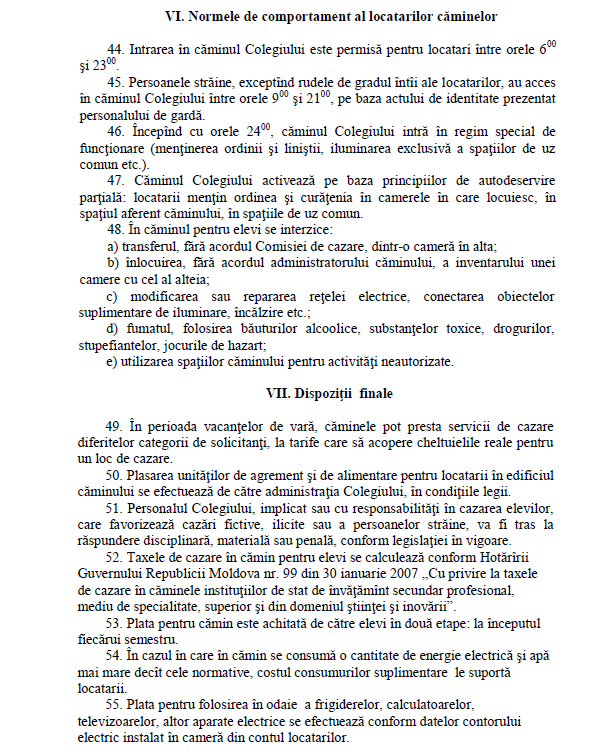 VI. Normele de comportament al locatarilor căminelor
44. Intrarea în căminul Colegiului este permisă pentru locatari între orele 6⁰⁰
şi 23⁰⁰.
45. Persoanele străine, exceptînd rudele de gradul întîi ale locatarilor, au acces
în căminul Colegiului între orele 9⁰⁰ şi 21⁰⁰, pe baza actului de identitate prezentat
personalului de gardă.
46. Începînd cu orele 24⁰⁰, căminul Colegiului intră în regim special de
funcţionare (menţinerea ordinii şi liniştii, iluminarea exclusivă a spaţiilor de uz
comun etc.).
47. Căminul Colegiului activează pe baza principiilor de autodeservire
parţială: locatarii menţin ordinea şi curăţenia în camerele în care locuiesc, în
spaţiul aferent căminului, în spaţiile de uz comun.
48. În căminul pentru elevi se interzice:
a) transferul, fără acordul Comisiei de cazare, dintr-o cameră în alta;
b) înlocuirea, fără acordul administratorului căminului, a inventarului unei
camere cu cel al alteia;
c) modificarea sau repararea reţelei electrice, conectarea obiectelor
suplimentare de iluminare, încălzire etc.;
d) fumatul, folosirea băuturilor alcoolice, substanţelor toxice, drogurilor,
stupefiantelor, jocurile de hazart;
e) utilizarea spaţiilor căminului pentru activităţi neautorizate.
VII. Dispoziţii finale
49. În perioada vacanţelor de vară, căminele pot presta servicii de cazare
diferitelor categorii de solicitanţi, la tarife care să acopere cheltuielile reale pentru
un loc de cazare.
50. Plasarea unităţilor de agrement şi de alimentare pentru locatarii în edificiul
căminului se efectuează de către administraţia Colegiului, în condiţiile legii.
51. Personalul Colegiului, implicat sau cu responsabilităţi în cazarea elevilor,
care favorizează cazări fictive, ilicite sau a persoanelor străine, va fi tras la
răspundere disciplinară, materială sau penală, conform legislaţiei în vigoare.
52. Taxele de cazare în cămin pentru elevi se calculează conform Hotărîrii
Guvernului Republicii Moldova nr. 99 din 30 ianuarie 2007 „Cu privire la taxele
de cazare în căminele instituţiilor de stat de învăţămînt secundar profesional,
mediu de specialitate, superior şi din domeniul ştiinţei şi inovării”.
53. Plata pentru cămin este achitată de către elevi în două etape: la începutul
fiecărui semestru.
54. În cazul în care în cămin se consumă o cantitate de energie electrică şi apă
mai mare decît cele normative, costul consumurilor suplimentare le suportă
locatarii.
55. Plata pentru folosirea în odaie a frigiderelor, calculatoarelor,
televizoarelor, altor aparate electrice se efectuează conform datelor contorului
electric instalat în cameră din contul locatarilor.